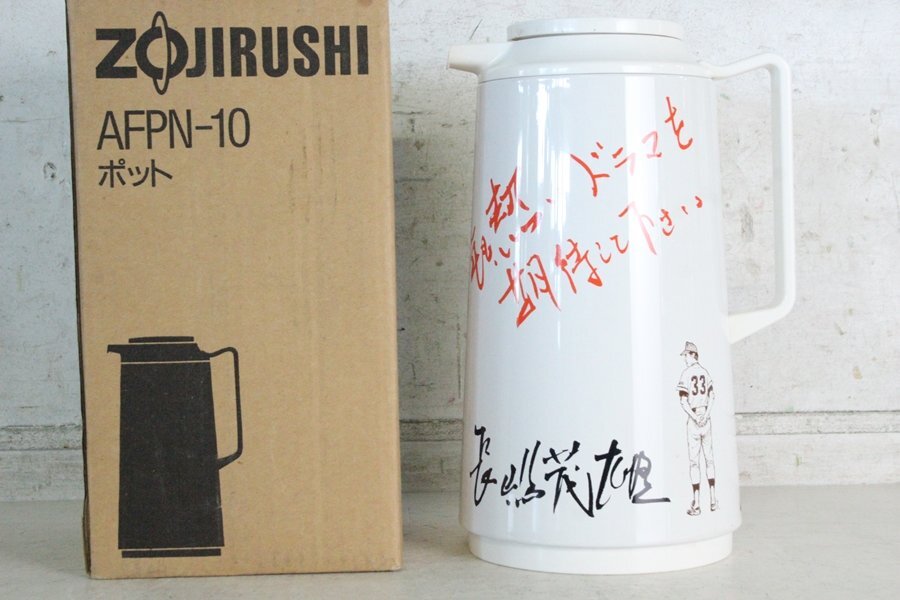 ZOJIRUSHI
AFPN-10
ポット
熱い、ドラマを
期待して下さい
長嶋茂雄
33